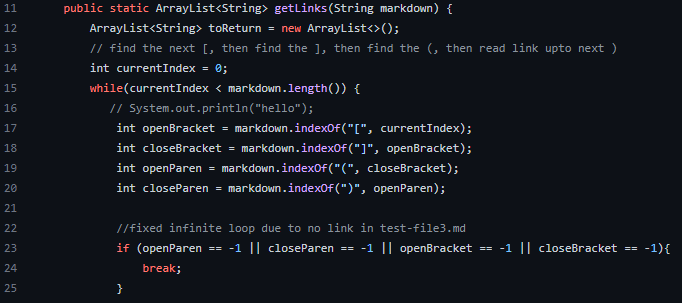 11 public static ArrayList<String> getLinks(String markdown) {
12 ArrayList<String> toReturn = new ArrayList<>();
13 // find the next [, then find the ], then find the (, then read link upto next )
14 int currentIndex = 0;
15 while(currentIndex < markdown.length()) {
16 // System.out.println("hello");
17 int openBracket = markdown.indexOf("[", currentIndex);
18 int closeBracket = markdown.indexOf("]", openBracket);
19 int openParen = markdown.indexOf("(", closeBracket);
20 int closeParen = markdown.indexOf(")", openParen);
21
22 //fixed infinite loop due to no link in test-file3.md
23 if (openParen == -1 || closeParen == -1 || openBracket == -1 || closeBracket == -1){
24 break;
25 }